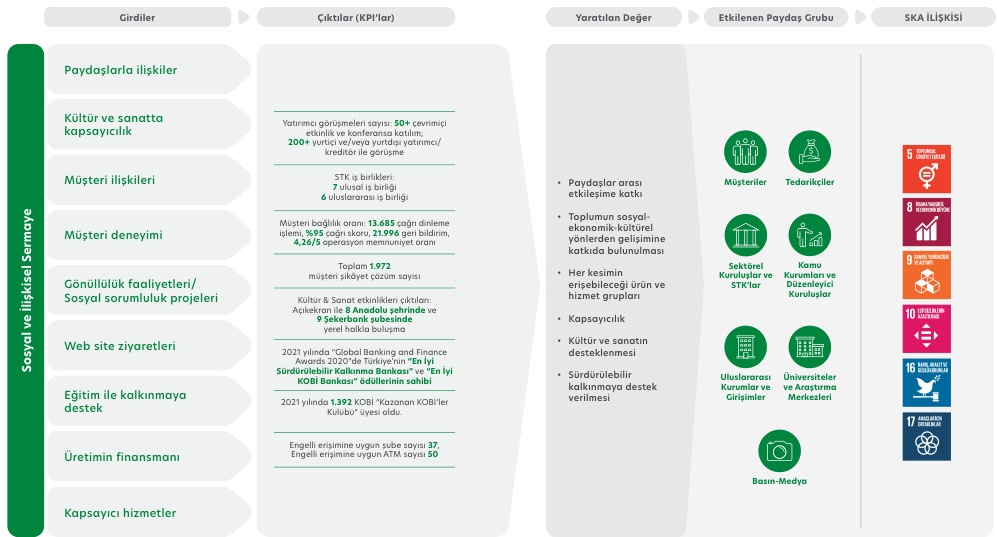 Girdiler
Çıktılar (KPI'lar)
Yaratılan Değer
Etkilenen Paydaş Grubu
SKA İLİŞKİSİ
Sosyal ve İlişkisel Sermaye
Paydaşlarla ilişkiler
Kültür ve sanatta
kapsayıcılık
Müşteri ilişkileri
Müşteri deneyimi
Gönüllülük faaliyetleri/
Sosyal sorumluluk projeleri
Web site ziyaretleri
Eğitim ile kalkınmaya
destek
Üretimin finansmanı
Kapsayıcı hizmetler
Yatırımcı görüşmeleri sayısı: 50+ çevrimiçi
etkinlik ve konferansa katılım;
200+ yurtiçi ve/veya yurtdışı yatırımcı/
kreditör ile görüşme
STK iş birlikleri:
7 ulusal iş birliği
6 uluslararası iş birliği
Müşteri bağlılık oranı: 13.685 çağrı dinleme
işlemi, %95 çağrı skoru, 21.996 geri bildirim,
4,26/5 operasyon memnuniyet oranı
Toplam 1.972
müşteri şikâyet çözüm sayısı
Kültür & Sanat etkinlikleri çıktıları:
Açıkekran ile 8 Anadolu şehrinde ve
9 Şekerbank şubesinde
yerel halkla buluşma
2021 yılında "Global Banking and Finance
Awards 2020"de Türkiye'nin "En İyi
Sürdürülebilir Kalkınma Bankası" ve "En İyi
KOBİ Bankası" ödüllerinin sahibi
2021 yılında 1.392 KOBİ "Kazanan KOBİ'ler
Kulübü" üyesi oldu.
Engelli erişimine uygun şube sayısı 37,
Engelli erişimine uygun ATM sayısı 50
• Paydaşlar arası
etkileşime katkı
• Toplumun sosyal-
ekonomik-kültürel
yönlerden gelişimine
katkıda bulunulması
• Her kesimin
erişebileceği ürün ve
hizmet grupları
• Kapsayıcılık
• Kültür ve sanatın
desteklenmesi
• Sürdürülebilir
kalkınmaya destek
verilmesi
Müşteriler
Tedarikçiler
Sektörel
Kuruluşlar ve
STK'lar
Kamu
Kurumları ve
Düzenleyici
Kuruluşlar
Uluslararası
Kurumlar ve
Girişimler
Üniversiteler
ve Araştırma
Merkezleri
Basın-Medya
5 TOPLUMSAL
CİNSİYET EŞİTLİĞİ
8 İNSANA YAKIŞIR İŞ
VE EKONOMİK BÜYÜME
9 SANAYİ, YENİLİKÇİLİK
VE ALTYAPI
10 EŞİTSİZLİKLERİN
AZALTILMASI
16 BARIŞ, ADALET VE
GÜÇLÜ KURUMLAR
17 AMAÇLAR İÇİN
ORTAKLIKLAR